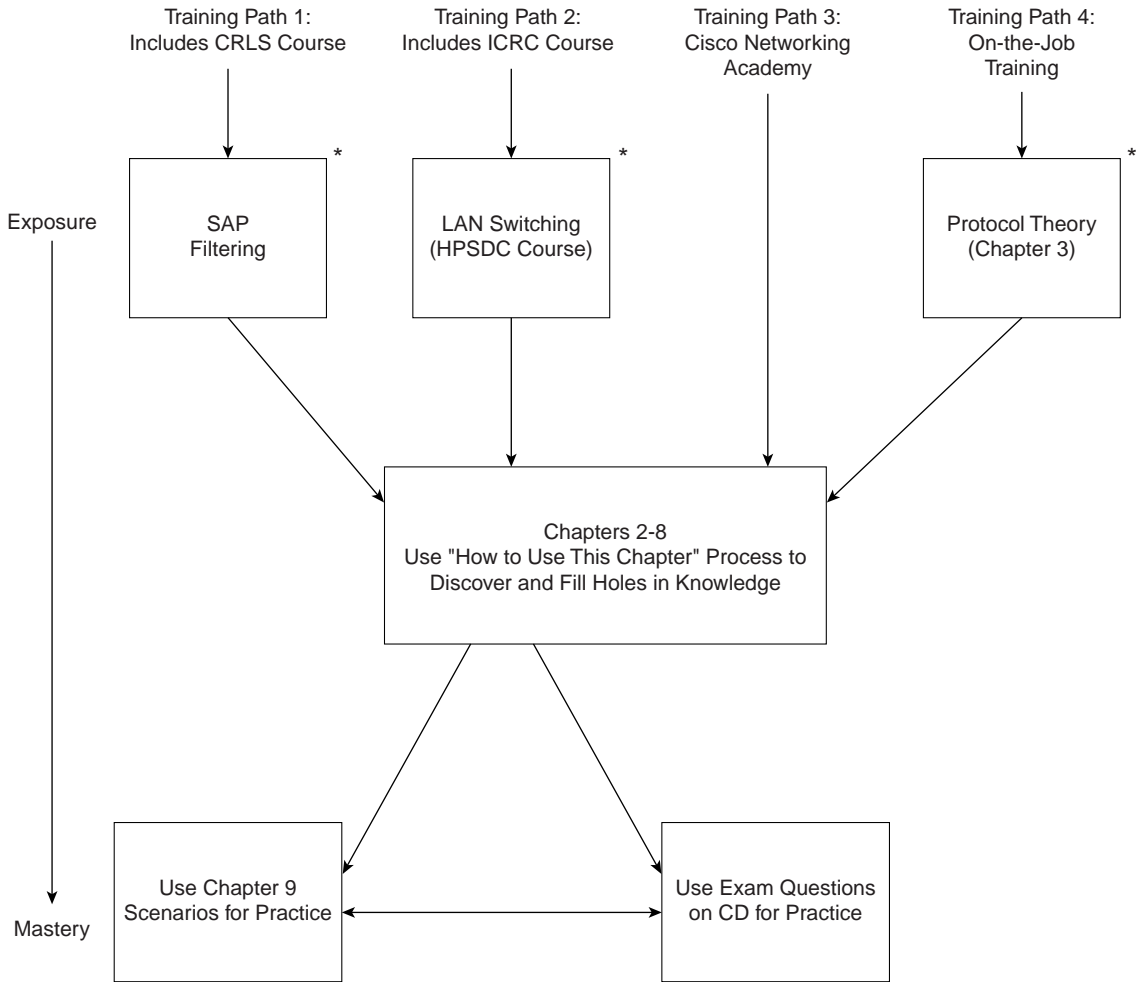 Training Path 1:
Includes CRLS Course
Training Path 2:
Includes ICRC Course
Training Path 3:
Cisco Networking
Academy
Training Path 4:
On-the-Job
Training
*
*
*
Exposure
SAP
Filtering
LAN Switching
(HPSDC Course)
Protocol Theory
(Chapter 3)
Chapters 2-8
Use "How to Use This Chapter" Process to
Discover and Fill Holes in Knowledge
Use Chapter 9
Scenarios for Practice
Use Exam Questions
on CD for Practice
Mastery